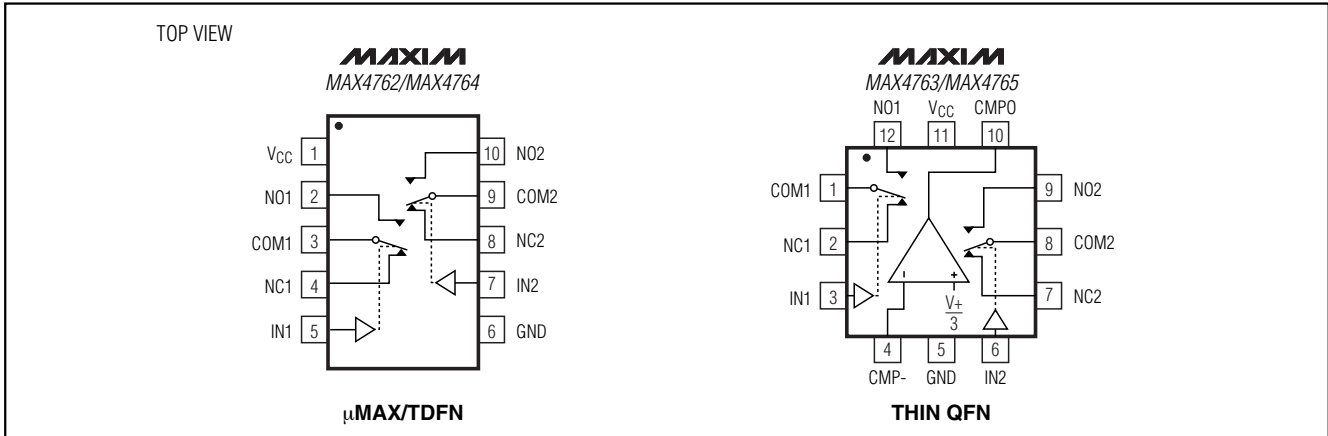 TOP VIEW
MAXIM
MAX4762/MAX4764
VCC 1
NO1 2
COM1 3
NC1 4
IN1 5
10 NO2
9 COM2
8 NC2
7 IN2
6 GND
µMAX/TDFN
MAXIM
MAX4763/MAX4765
NO1 VCC CMPO
12 11 10
COM1 1
NC1 2
IN1 3
9 NO2
8 COM2
7 NC2
- +
V+
3
4 5 6
CMP- GND IN2
THIN QFN